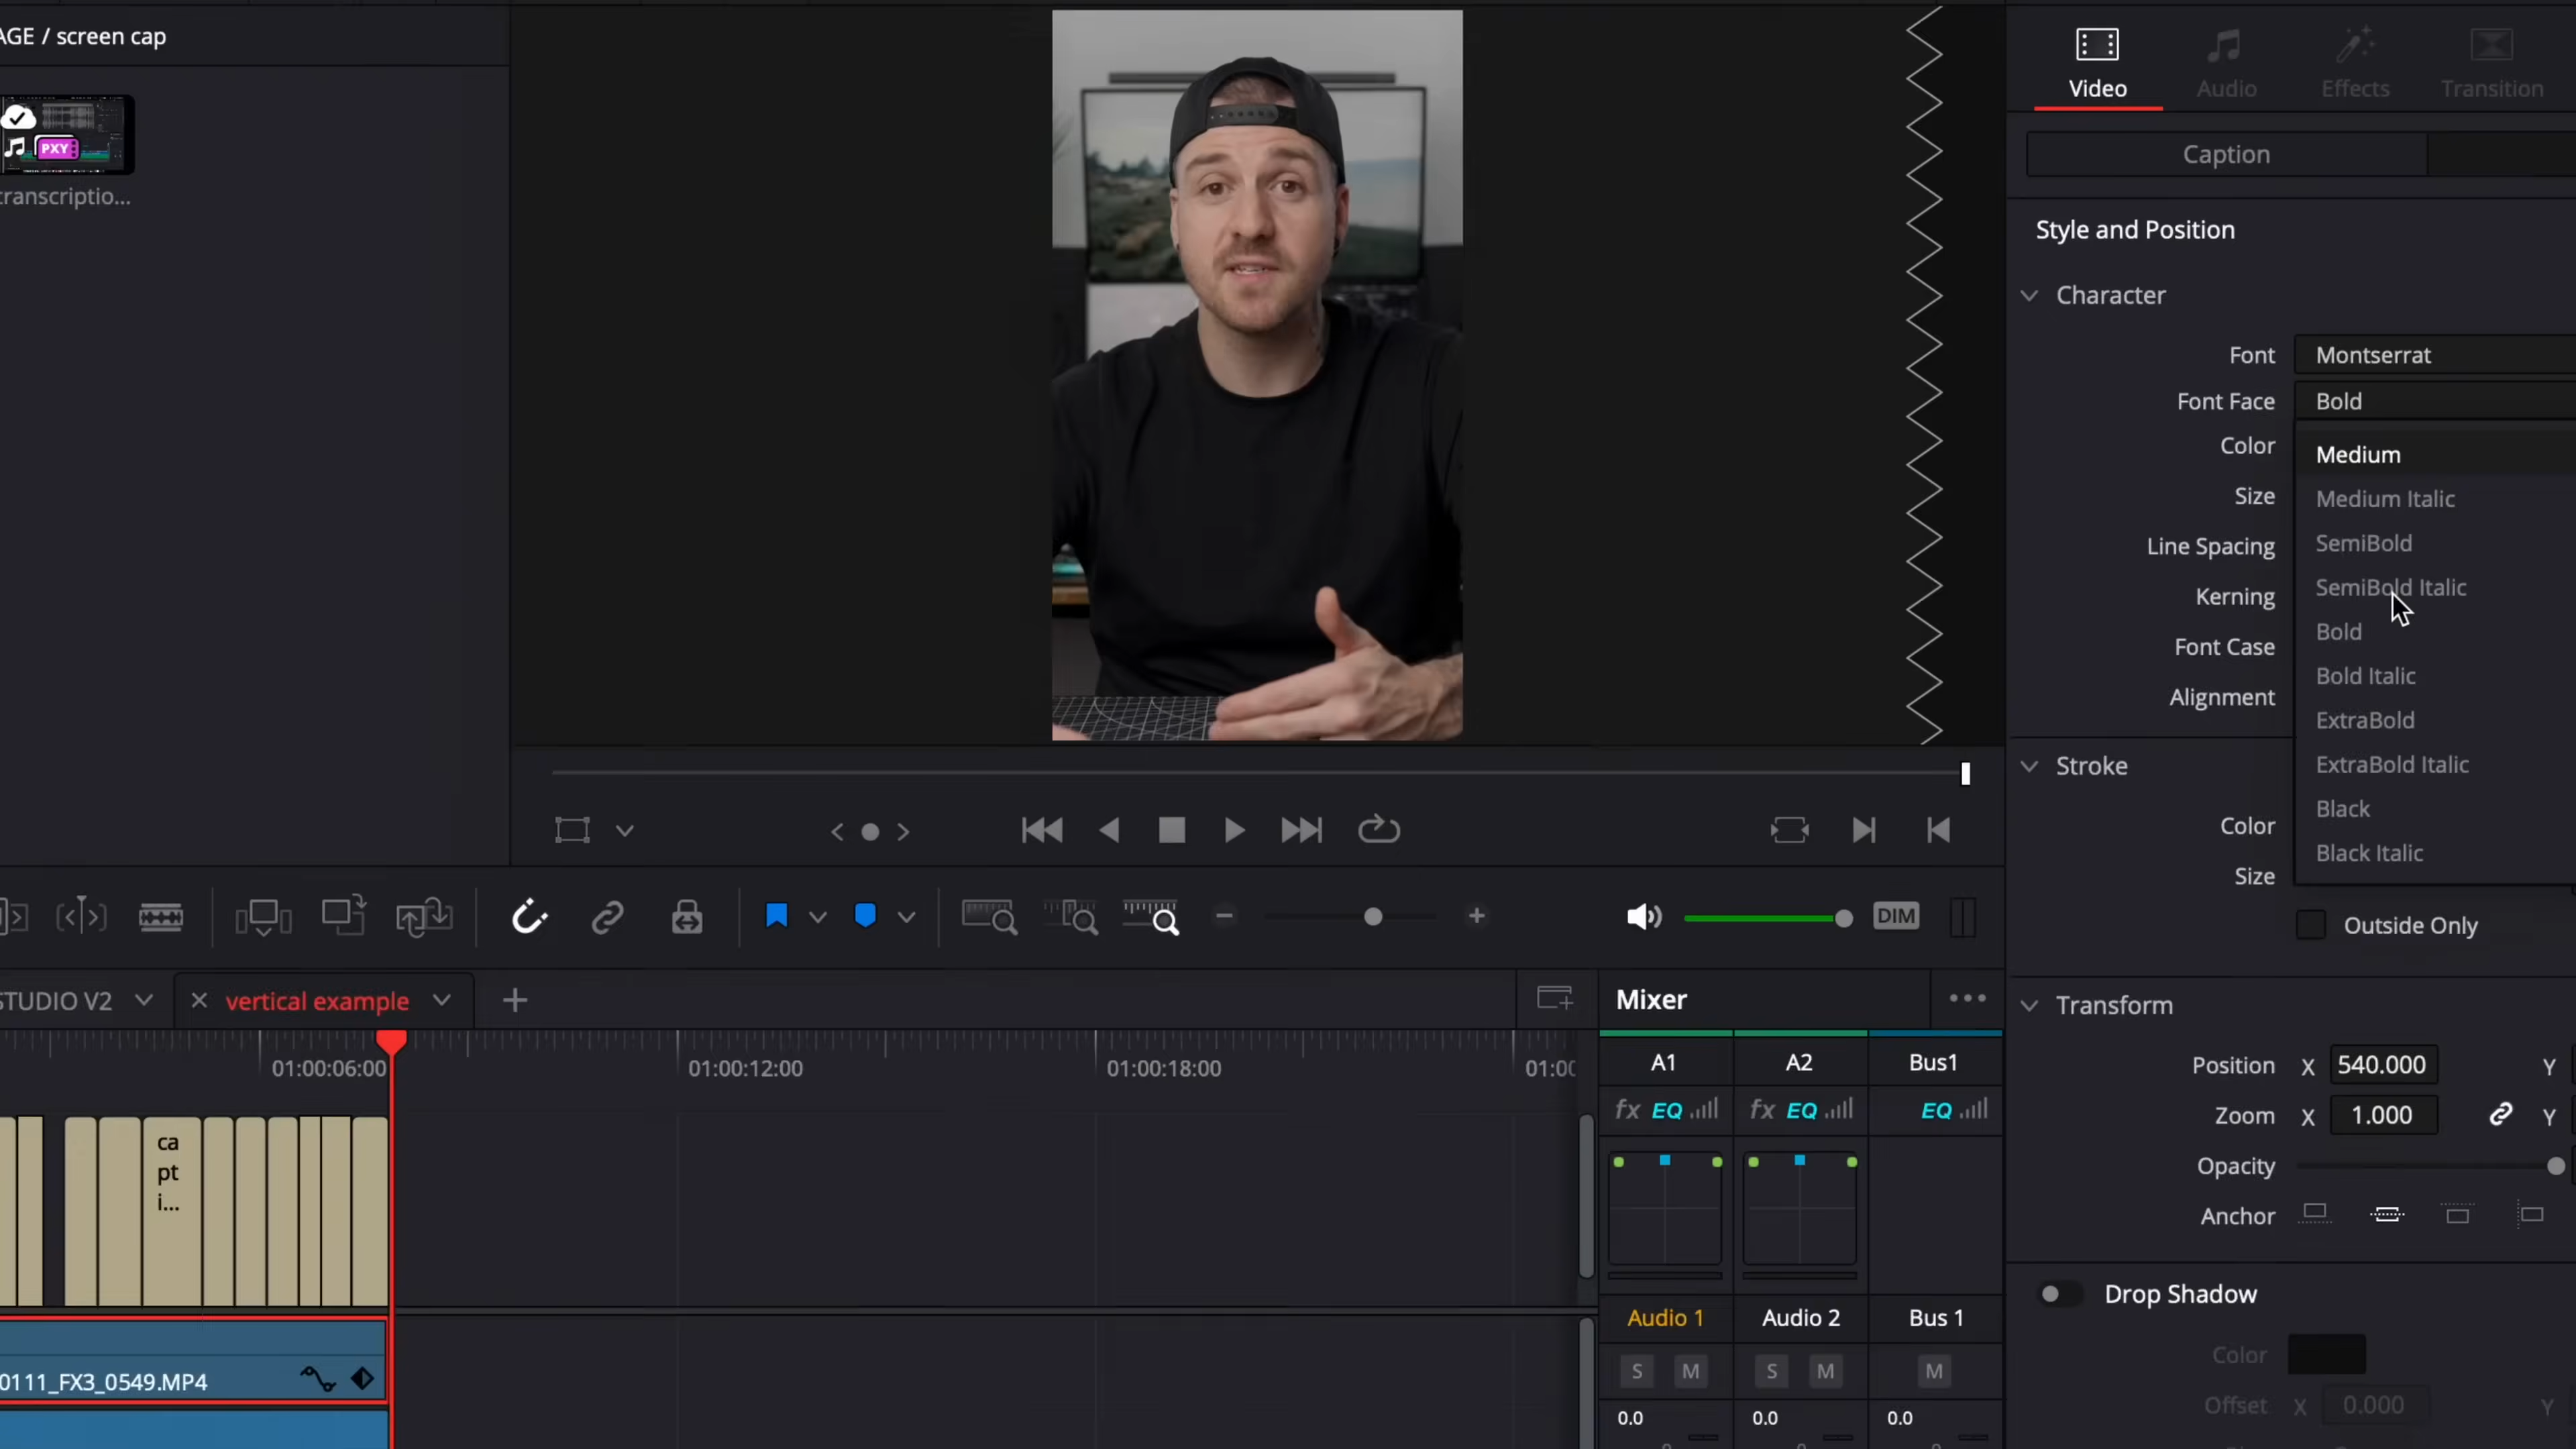 AGE / screen cap
PXY
transcriptio...
Video
Audio
Effects
Transition
Caption
Style and Position
Character
Font
Montserrat
Font Face
Bold
Color
Medium
Medium Italic
Size
SemiBold
Line Spacing
SemiBold Italic
Kerning
Bold
Font Case
Bold Italic
Alignment
ExtraBold
Stroke
ExtraBold Italic
Black
Color
Black Italic
Size
Outside Only
DIM
STUDIO V2
vertical example
Mixer
Transform
01:00:06:00
01:00:12:00
01:00:18:00
01:00
A1
A2
Bus1
Position X 540.000 Y
fx EQ
fx EQ
EQ
Zoom X 1.000 Y
ca
pt
i...
Opacity
Anchor
Drop Shadow
Audio 1
Audio 2
Bus 1
Color
S M
S M
M
0111_FX3_0549.MP4
Offset X 0.000 Y
0.0
0.0
0.0